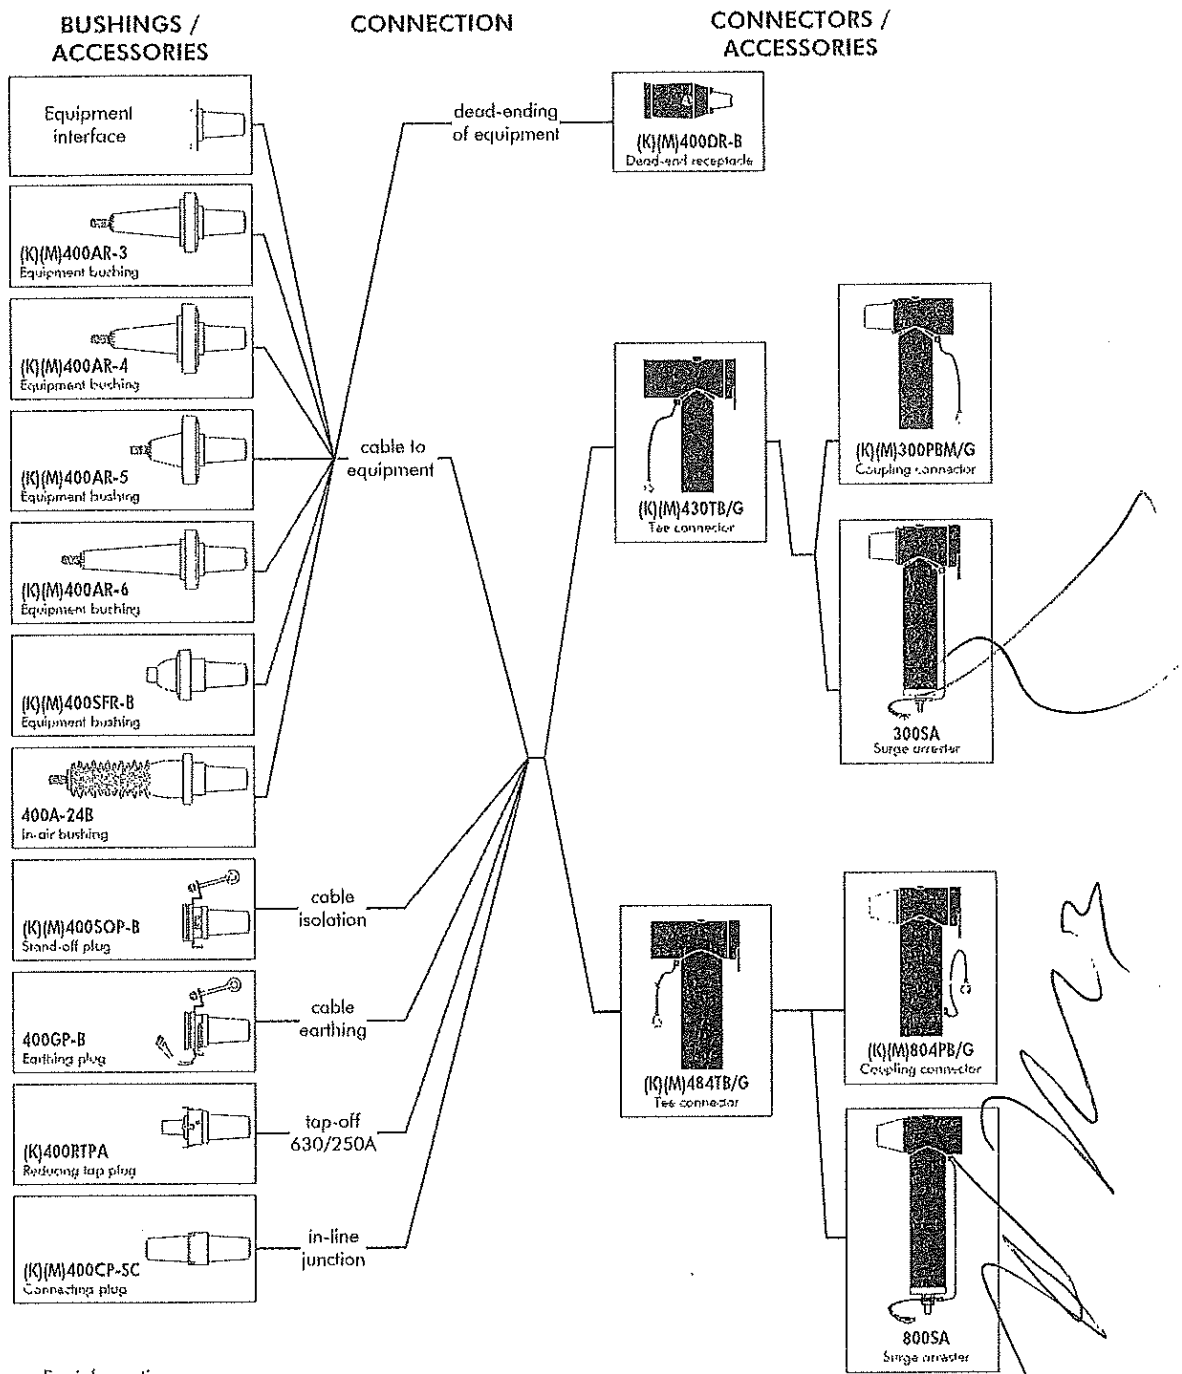 BUSHINGS /
ACCESSORIES
CONNECTION
CONNECTORS /
ACCESSORIES
Equipment
interface
(K)(M)400AR-3
Equipment bushing
(K)(M)400AR-4
Equipment bushing
(K)(M)400AR-5
Equipment bushing
(K)(M)400AR-6
Equipment bushing
(K)(M)400SFR-B
Equipment bushing
400A-24B
In-air bushing
(K)(M)400SOP-B
Stand-off plug
400GP-B
Earthing plug
(K)400RTPA
Reducing tap plug
(K)(M)400CP-SC
Connecting plug
dead-ending
of equipment
cable to
equipment
cable
isolation
cable
earthing
tap-off
630/250A
in-line
junction
(K)(M)400DR-B
Dead-end receptacle
(K)(M)430TB/G
Tee connector
(K)(M)300PBM/G
Coupling connector
300SA
Surge arrester
(K)(M)484TB/G
Tee connector
(K)(M)804PB/G
Coupling connector
800SA
Surge arrester